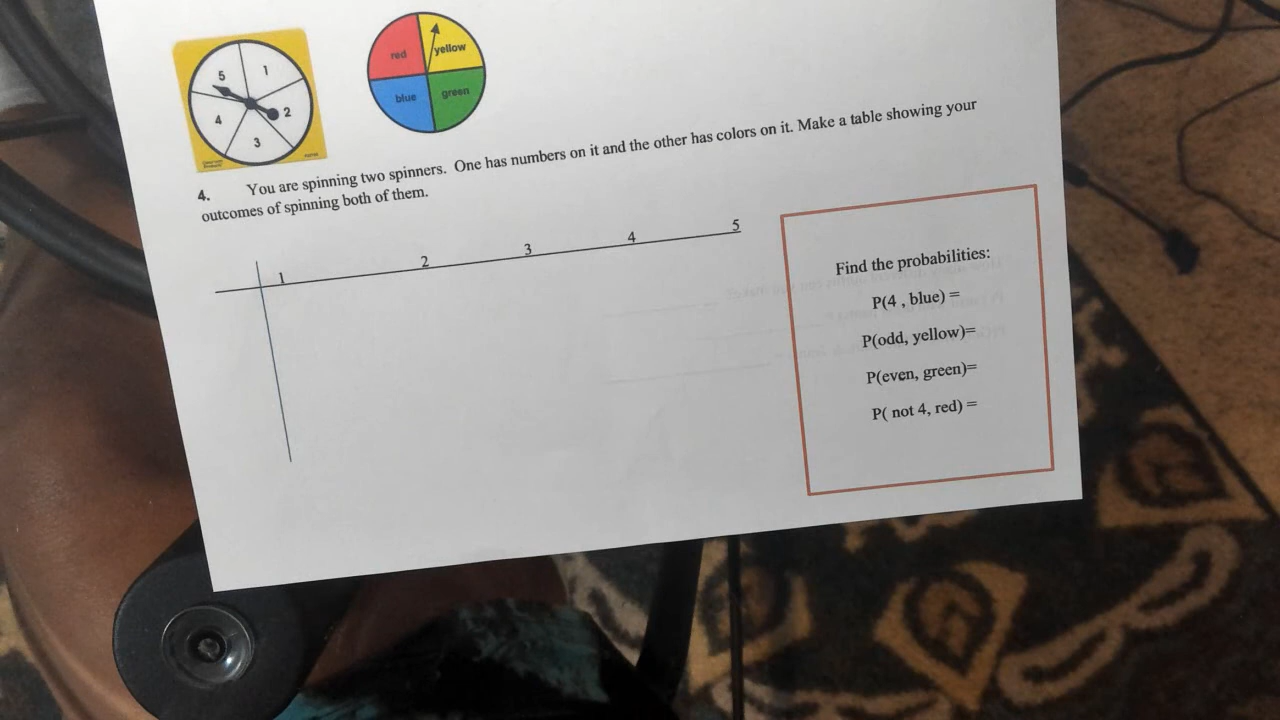 5 1
4 2
3
red yellow
blue green
4. You are spinning two spinners. One has numbers on it and the other has colors on it. Make a table showing your
outcomes of spinning both of them.
1 2 3 4 5
Find the probabilities:
P(4 , blue) =
P(odd, yellow)=
P(even, green)=
P( not 4, red) =